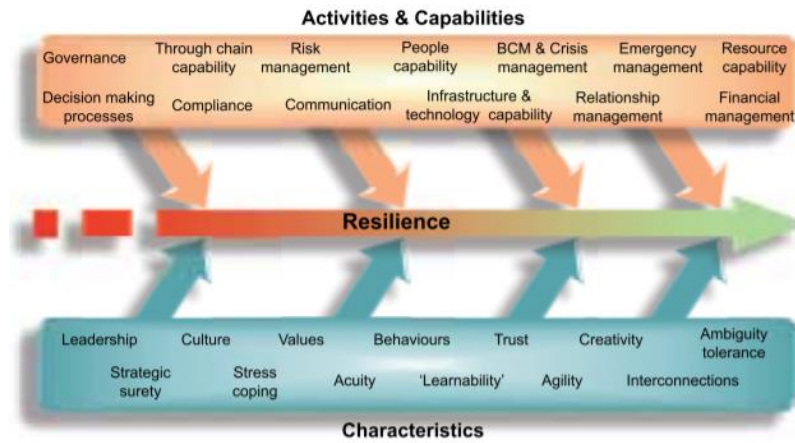 Activities & Capabilities
Governance
Through chain
capability
Risk
management
People
capability
BCM & Crisis
management
Emergency
management
Resource
capability
Decision making
processes
Compliance
Communication
Infrastructure &
technology capability
Relationship
management
Financial
management
Resilience
Leadership
Culture
Values
Behaviours
Trust
Creativity
Ambiguity
tolerance
Strategic
surety
Stress
coping
Acuity
‘Learnability’
Agility
Interconnections
Characteristics